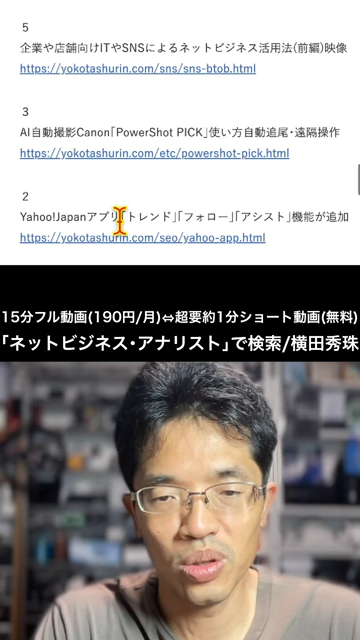 5
企業や店舗向けITやSNSによるネットビジネス活用法(前編)映像
https://yokotashurin.com/sns/sns-btob.html
3
AI自動撮影Canon「PowerShot PICK」使い方自動追尾・遠隔操作
https://yokotashurin.com/etc/powershot-pick.html
2
Yahoo!Japanアプリ「トレンド」「フォロー」「アシスト」機能が追加
https://yokotashurin.com/seo/yahoo-app.html
15分フル動画(190円/月)⇔超要約1分ショート動画(無料)
「ネットビジネス・アナリスト」で検索/横田秀珠